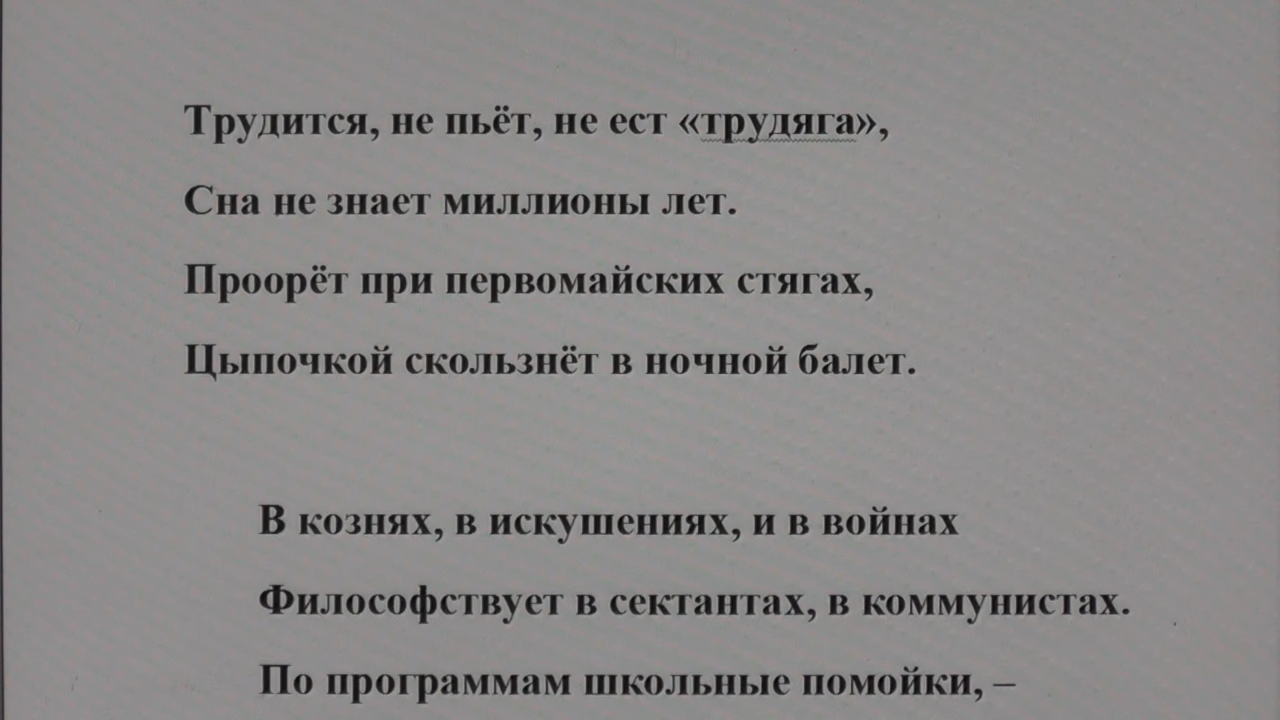 Трудится, не пьёт, не ест «трудяга»,
Сна не знает миллионы лет.
Проорёт при первомайских стягах,
Цыпочкой скользнёт в ночной балет.
В кознях, в искушениях, и в войнах
Философствует в сектантах, в коммунистах.
По программам школьные помойки, –